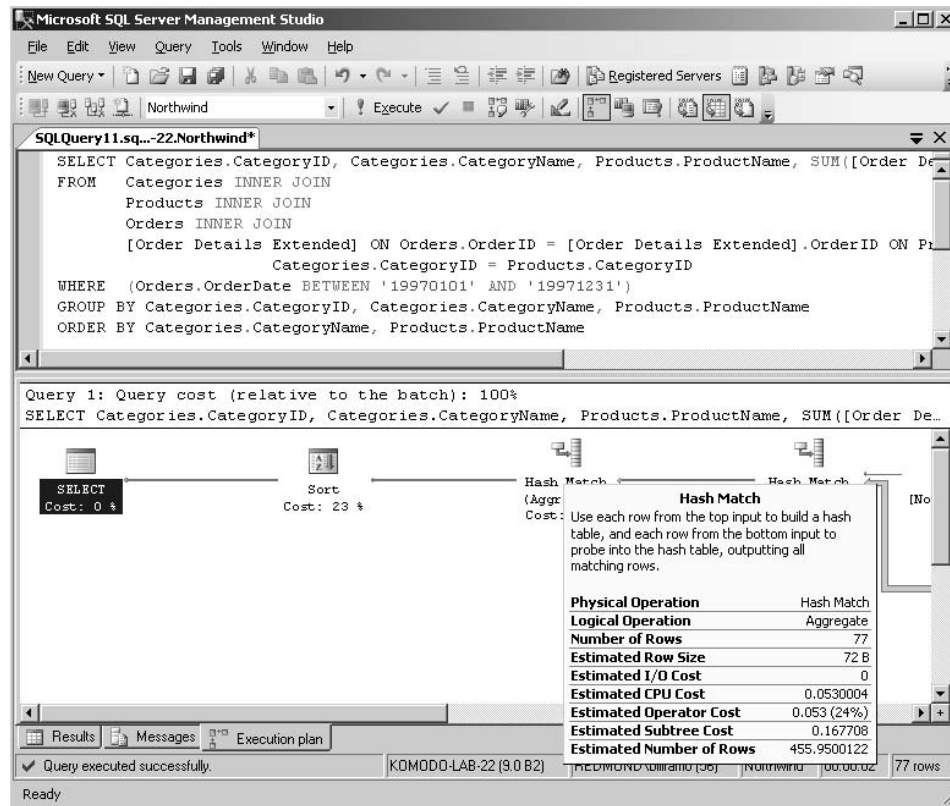 Microsoft SQL Server Management Studio
File Edit View Query Tools Window Help
New Query Registered Servers
Northwind Execute
SQLQuery11.sq...-22.Northwind*
SELECT Categories.CategoryID, Categories.CategoryName, Products.ProductName, SUM([Order De
FROM Categories INNER JOIN
Products INNER JOIN
Orders INNER JOIN
[Order Details Extended] ON Orders.OrderID = [Order Details Extended].OrderID ON Pr
Categories.CategoryID = Products.CategoryID
WHERE (Orders.OrderDate BETWEEN '19970101' AND '19971231')
GROUP BY Categories.CategoryID, Categories.CategoryName, Products.ProductName
ORDER BY Categories.CategoryName, Products.ProductName
Query 1: Query cost (relative to the batch): 100%
SELECT Categories.CategoryID, Categories.CategoryName, Products.ProductName, SUM([Order De…
SELECT
Cost: 0 %
Sort
Cost: 23 %
Hash Match
(Aggr
Cost:
Hash Match
[No
Hash Match
Use each row from the top input to build a hash
table, and each row from the bottom input to
probe into the hash table, outputting all
matching rows.
Physical Operation Hash Match
Logical Operation Aggregate
Number of Rows 77
Estimated Row Size 72 B
Estimated I/O Cost 0
Estimated CPU Cost 0.0530004
Estimated Operator Cost 0.053 (24%)
Estimated Subtree Cost 0.167708
Estimated Number of Rows 455.9500122
Results Messages Execution plan
Query executed successfully. KOMODO-LAB-22 (9.0 B2) Northwind 00:00:02 77 rows
Ready